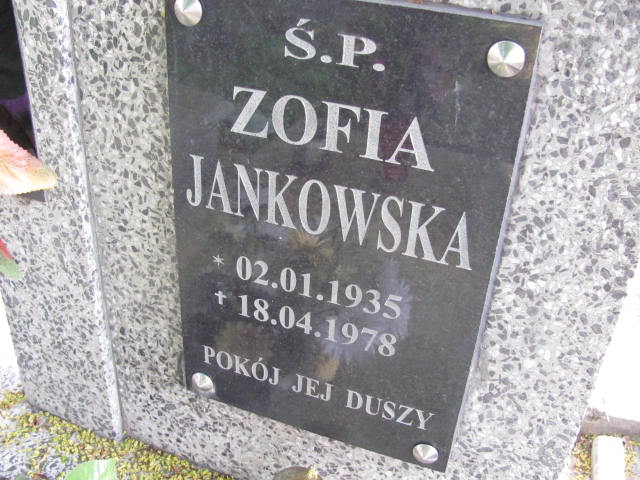 Ś.P.
ZOFIA
JANKOWSKA
* 02.01.1935
✝ 18.04.1978
POKÓJ JEJ DUSZY